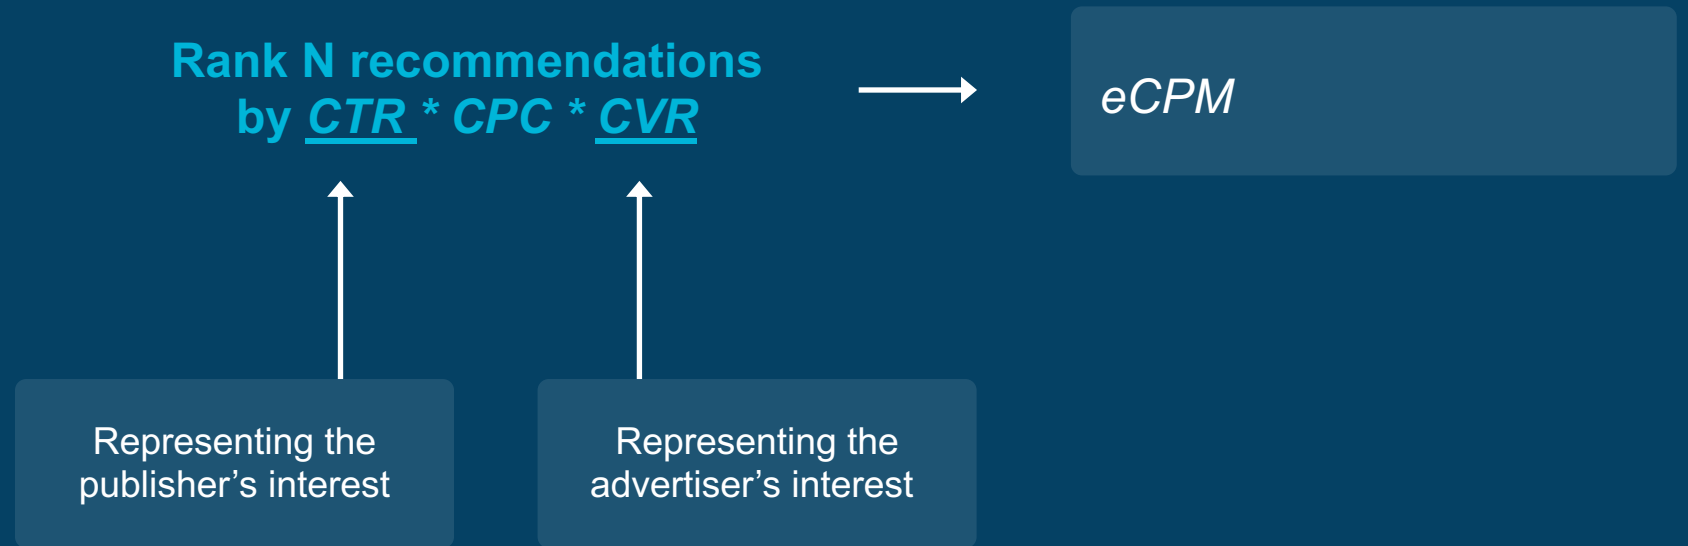 Rank N recommendations
by CTR * CPC * CVR
eCPM
Representing the
publisher’s interest
Representing the
advertiser’s interest